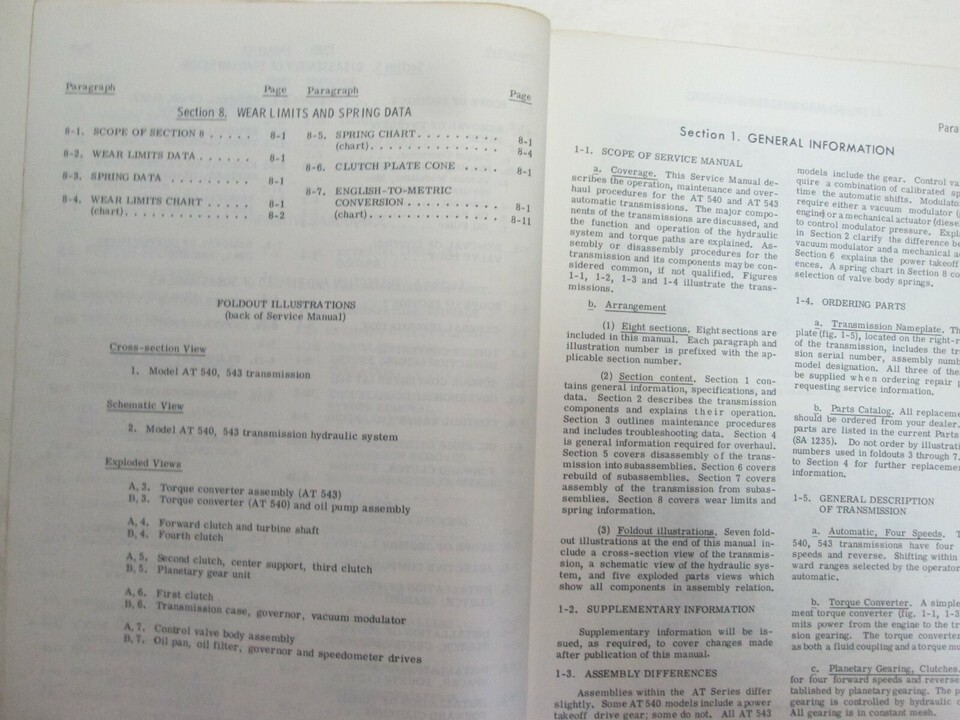 Paragraph Page Paragraph Page
Section 8. WEAR LIMITS AND SPRING DATA
8-1. SCOPE OF SECTION 8 . . . . . 8-1
8-2. WEAR LIMITS DATA . . . . . . 8-1
8-3. SPRING DATA . . . . . . . . . 8-1
8-4. WEAR LIMITS CHART . . . . . 8-1
(chart). . . . . . . . . . . . . . 8-2
8-5. SPRING CHART . . . . . . . . . 8-1
(chart). . . . . . . . . . . . . . 8-4
8-6. CLUTCH PLATE CONE . . . . 8-1
8-7. ENGLISH-TO-METRIC
CONVERSION . . . . . . . . . . 8-1
(chart) . . . . . . . . . . . . . . 8-11
FOLDOUT ILLUSTRATIONS
(back of Service Manual)
Cross-section View
1. Model AT 540, 543 transmission
Schematic View
2. Model AT 540, 543 transmission hydraulic system
Exploded Views
A, 3. Torque converter assembly (AT 543)
B, 3. Torque converter (AT 540) and oil pump assembly
A, 4. Forward clutch and turbine shaft
B, 4. Fourth clutch
A, 5. Second clutch, center support, third clutch
B, 5. Planetary gear unit
A, 6. First clutch
B, 6. Transmission case, governor, vacuum modulator
A, 7. Control valve body assembly
B, 7. Oil pan, oil filter, governor and speedometer drives
Para
Section 1. GENERAL INFORMATION
1-1. SCOPE OF SERVICE MANUAL
a. Coverage. This Service Manual de-
scribes the operation, maintenance and over-
haul procedures for the AT 540 and AT 543
automatic transmissions. The major compo-
nents of the transmissions are discussed, and
the function and operation of the hydraulic
system and torque paths are explained. As-
sembly or disassembly procedures for the
transmission and its components may be con-
sidered common, if not qualified. Figures
1-1, 1-2, 1-3 and 1-4 illustrate the trans-
missions.
b. Arrangement
(1) Eight sections. Eight sections are
included in this manual. Each paragraph and
illustration number is prefixed with the ap-
plicable section number.
(2) Section content. Section 1 con-
tains general information, specifications, and
data. Section 2 describes the transmission
components and explains their operation.
Section 3 outlines maintenance procedures
and includes troubleshooting data. Section 4
is general information required for overhaul.
Section 5 covers disassembly of the trans-
mission into subassemblies. Section 6 covers
rebuild of subassemblies. Section 7 covers
assembly of the transmission from subas-
semblies. Section 8 covers wear limits and
spring information.
(3) Foldout illustrations. Seven fold-
out illustrations at the end of this manual in-
clude a cross-section view of the transmis-
sion, a schematic view of the hydraulic sys-
tem, and five exploded parts views which
show all components in assembly relation.
1-2. SUPPLEMENTARY INFORMATION
Supplementary information will be is-
sued, as required, to cover changes made
after publication of this manual.
1-3. ASSEMBLY DIFFERENCES
Assemblies within the AT Series differ
slightly. Some AT 540 models include a power
takeoff drive gear; some do not. All AT 543
models include the gear. Control va
quire a combination of calibrated sp
time the automatic shifts. Modulato
require either a vacuum modulator (
engine) or a mechanical actuator (diese
to control modulator pressure. Expl
in Section 2 clarify the difference be
vacuum modulator and a mechanical a
Section 6 explains the power takeoff
ences. A spring chart in Section 8 co
selection of valve body springs.
1-4. ORDERING PARTS
a. Transmission Nameplate. Th
plate (fig. 1-5), located on the right-r
of the transmission, includes the tr
sion serial number, assembly numb
model designation. All three of the
be supplied when ordering repair p
requesting service information.
b. Parts Catalog. All replaceme
should be ordered from your dealer.
parts are listed in the current Parts
(SA 1235). Do not order by illustrati
numbers used in foldouts 3 through 7.
to Section 4 for further replaceme
information.
1-5. GENERAL DESCRIPTION
OF TRANSMISSION
a. Automatic, Four Speeds. T
540, 543 transmissions have four
speeds and reverse. Shifting within
ward ranges selected by the operator
automatic.
b. Torque Converter. A simple
ment torque converter (fig. 1-1, 1-3
mits power from the engine to the tr
sion gearing. The torque converter
as both a fluid coupling and a torque mu
c. Planetary Gearing, Clutches.
for four forward speeds and reverse
tablished by planetary gearing. The p
gearing is controlled by hydraulic c
All gearing is in constant mesh.